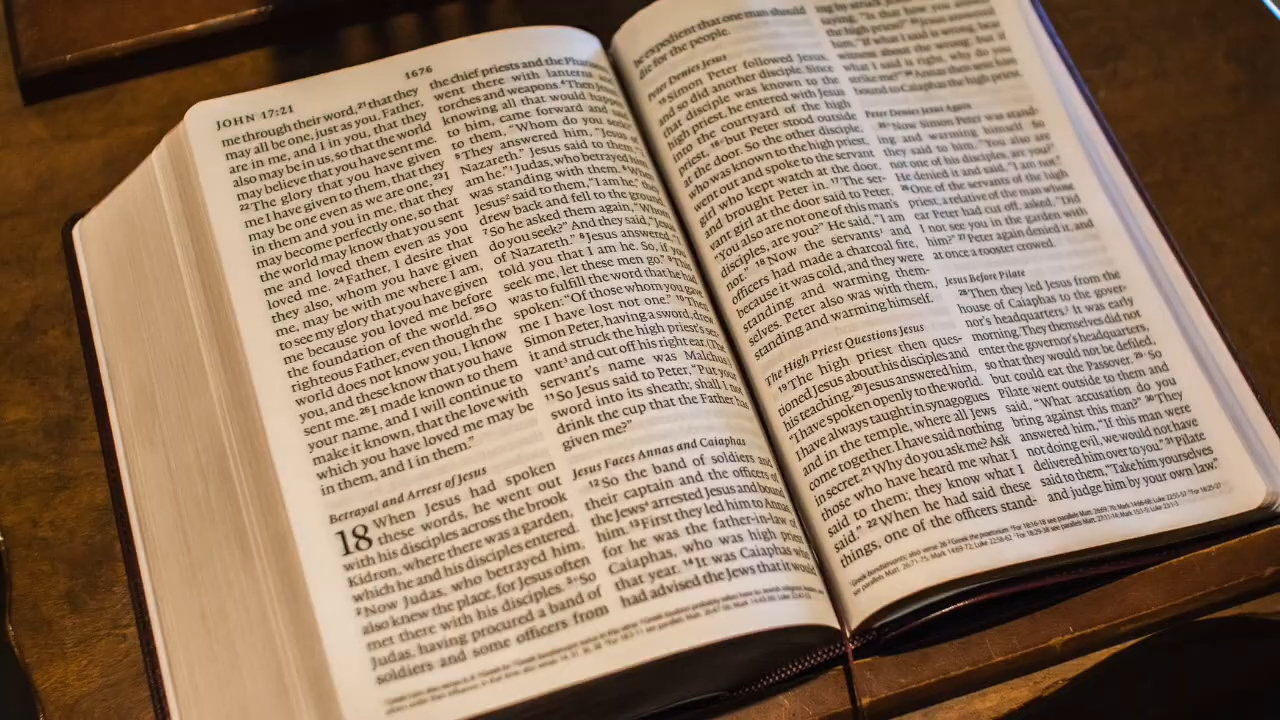 JOHN 17:21
1676
me through their word, 21 that they
may all be one, just as you, Father,
are in me, and I in you, that they
also may be in us, so that the world
may believe that you have sent me.
22 The glory that you have given
me I have given to them, that they
may be one even as we are one, 23 I
in them and you in me, that they
may become perfectly one, so that
the world may know that you sent
me and loved them even as you
loved me. 24 Father, I desire that
they also, whom you have given
me, may be with me where I am,
to see my glory that you have given
me because you loved me before
the foundation of the world. 25 O
righteous Father, even though the
world does not know you, I know
you, and these know that you have
sent me. 26 I made known to them
your name, and I will continue to
make it known, that the love with
which you have loved me may be
in them, and I in them."
Betrayal and Arrest of Jesus
18 When Jesus had spoken
these words, he went out
with his disciples across the brook
Kidron, where there was a garden,
which he and his disciples entered.
2 Now Judas, who betrayed him,
also knew the place, for Jesus often
met there with his disciples. 3 So
Judas, having procured a band of
soldiers and some officers from
the chief priests and the
went there with lanterns and
torches and weapons. 4 Then Jesus,
knowing all that would happen
to him, came forward and said
to them, "Whom do you seek?"
5 They answered him, "Jesus of
Nazareth." Jesus said to them, "I
am he." 1 Judas, who betrayed him,
was standing with them. 6 When
Jesus 2 said to them, "I am he," they
drew back and fell to the ground.
7 So he asked them again, "Whom
do you seek?" And they said, "Jesus
of Nazareth." 8 Jesus answered, "I
told you that I am he. So, if you
seek me, let these men go." 9 This
was to fulfill the word that he had
spoken: "Of those whom you gave
me I have lost not one." 10 Then
Simon Peter, having a sword, drew
it and struck the high priest's ser-
vant 3 and cut off his right ear. (The
servant's name was Malchus.)
11 So Jesus said to Peter, "Put your
sword into its sheath; shall I not
drink the cup that the Father has
given me?"
Jesus Faces Annas and Caiaphas
12 So the band of soldiers and
their captain and the officers of
the Jews 4 arrested Jesus and bound
him. 13 First they led him to Annas,
for he was the father-in-law of
Caiaphas, who was high priest
that year. 14 It was Caiaphas who
had advised the Jews that it would
be expedient that one man should
die for the people.
Peter Denies Jesus
15 Simon Peter followed Jesus,
and so did another disciple. Since
that disciple was known to the
high priest, he entered with Jesus
into the courtyard of the high
priest, 16 but Peter stood outside
at the door. So the other disciple,
who was known to the high priest,
went out and spoke to the servant
girl who kept watch at the door,
and brought Peter in. 17 The ser-
vant girl at the door said to Peter,
"You also are not one of this man's
disciples, are you?" He said, "I am
not." 18 Now the servants 1 and
officers had made a charcoal fire,
because it was cold, and they were
standing and warming them-
selves. Peter also was with them,
standing and warming himself.
The High Priest Questions Jesus
19 The high priest then ques-
tioned Jesus about his disciples and
his teaching. 20 Jesus answered him,
"I have spoken openly to the world.
I have always taught in synagogues
and in the temple, where all Jews
come together. I have said nothing
in secret. 21 Why do you ask me? Ask
those who have heard me what I
said to them; they know what I
said." 22 When he had said these
things, one of the officers stand-
ing by struck Jesus
saying, "Is that how you answer
the high priest?" 23 Jesus answered
him, "If what I said is wrong, bear
witness about the wrong; but if
what I said is right, why do you
strike me?" 24 Annas then sent him
bound to Caiaphas the high priest.
Peter Denies Jesus Again
25 Now Simon Peter was stand-
ing and warming himself. So
they said to him, "You also are
not one of his disciples, are you?"
He denied it and said, "I am not."
26 One of the servants of the high
priest, a relative of the man whose
ear Peter had cut off, asked, "Did
I not see you in the garden with
him?" 27 Peter again denied it, and
at once a rooster crowed.
Jesus Before Pilate
28 Then they led Jesus from the
house of Caiaphas to the gover-
nor's headquarters. 2 It was early
morning. They themselves did not
enter the governor's headquarters,
so that they would not be defiled,
but could eat the Passover. 29 So
Pilate went outside to them and
said, "What accusation do you
bring against this man?" 30 They
answered him, "If this man were
not doing evil, we would not have
delivered him over to you." 31 Pilate
said to them, "Take him yourselves
and judge him by your own law."